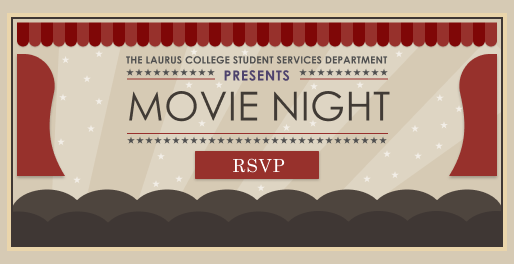 THE LAURUS COLLEGE STUDENT SERVICES DEPARTMENT
PRESENTS
MOVIE NIGHT
RSVP